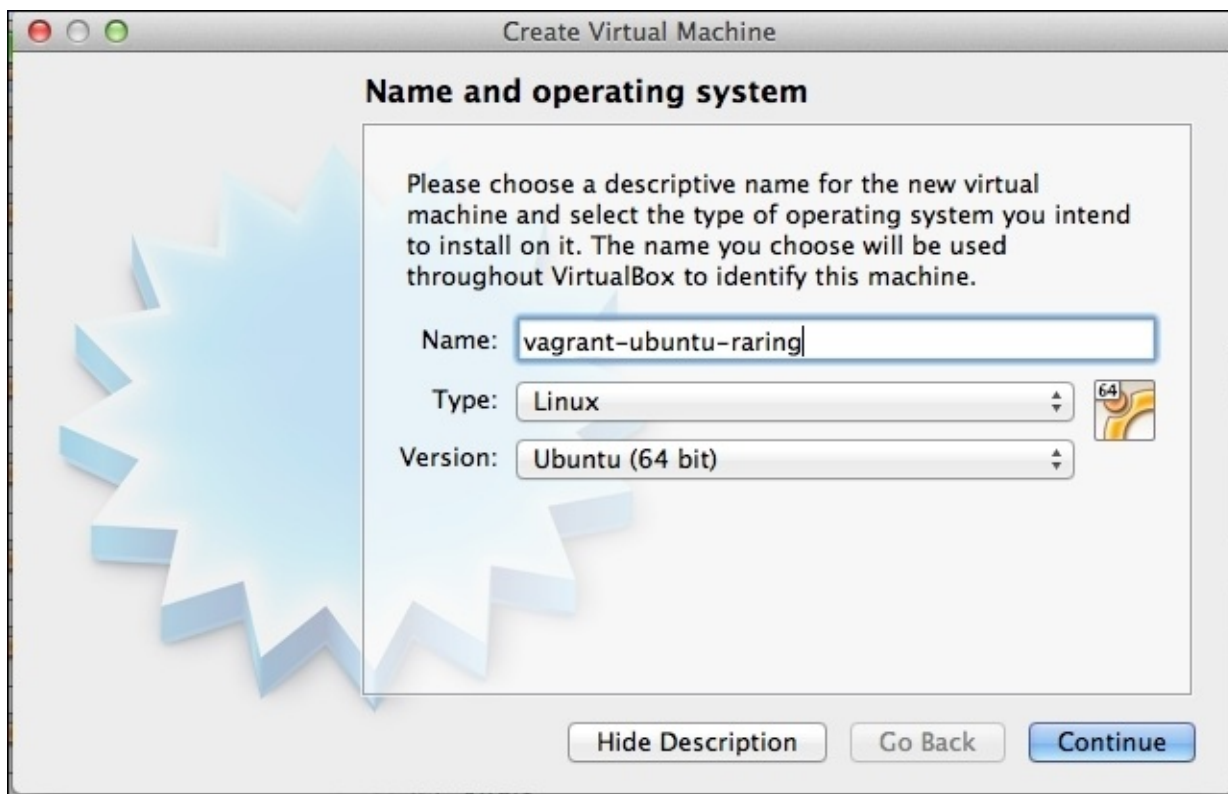 Create Virtual Machine
Name and operating system
Please choose a descriptive name for the new virtual
machine and select the type of operating system you intend
to install on it. The name you choose will be used
throughout VirtualBox to identify this machine.
Name: vagrant-ubuntu-raring
Type: Linux
64
Version: Ubuntu (64 bit)
Hide Description Go Back Continue